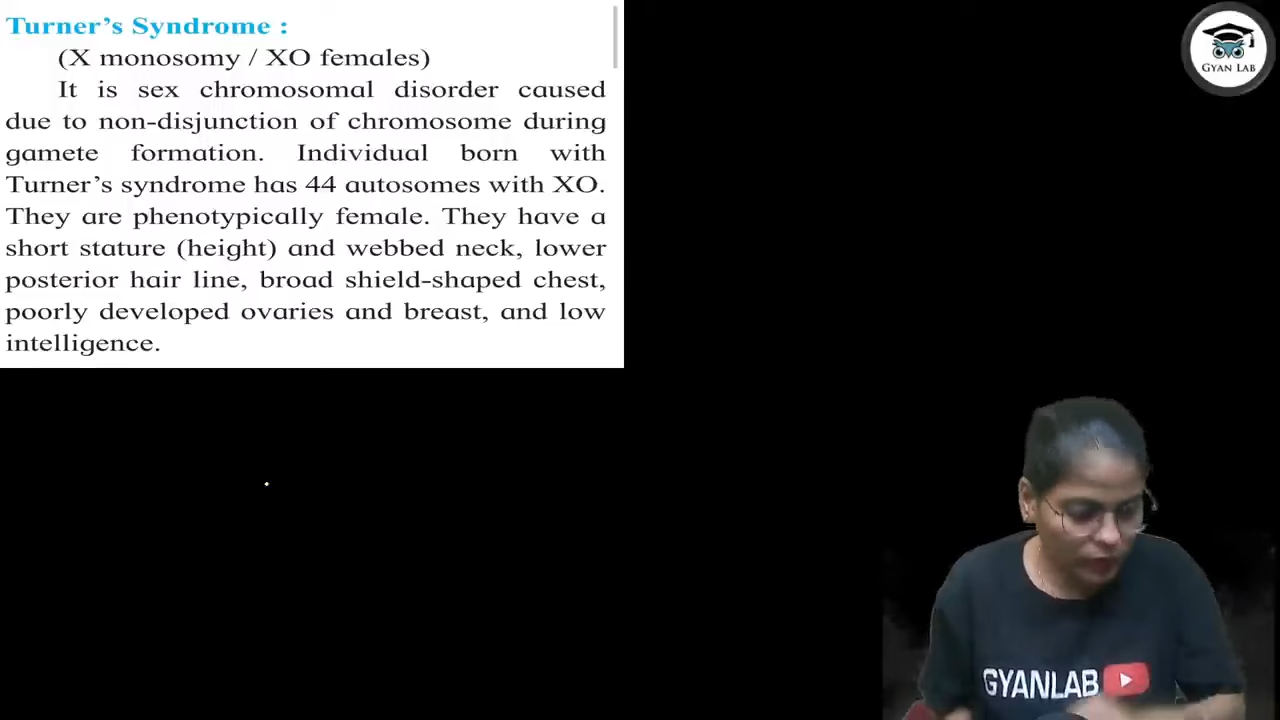 Turner's Syndrome :
(X monosomy / XO females)
It is sex chromosomal disorder caused
due to non-disjunction of chromosome during
gamete formation. Individual born with
Turner's syndrome has 44 autosomes with XO.
They are phenotypically female. They have a
short stature (height) and webbed neck, lower
posterior hair line, broad shield-shaped chest,
poorly developed ovaries and breast, and low
intelligence.
GYAN LAB
GYANLAB